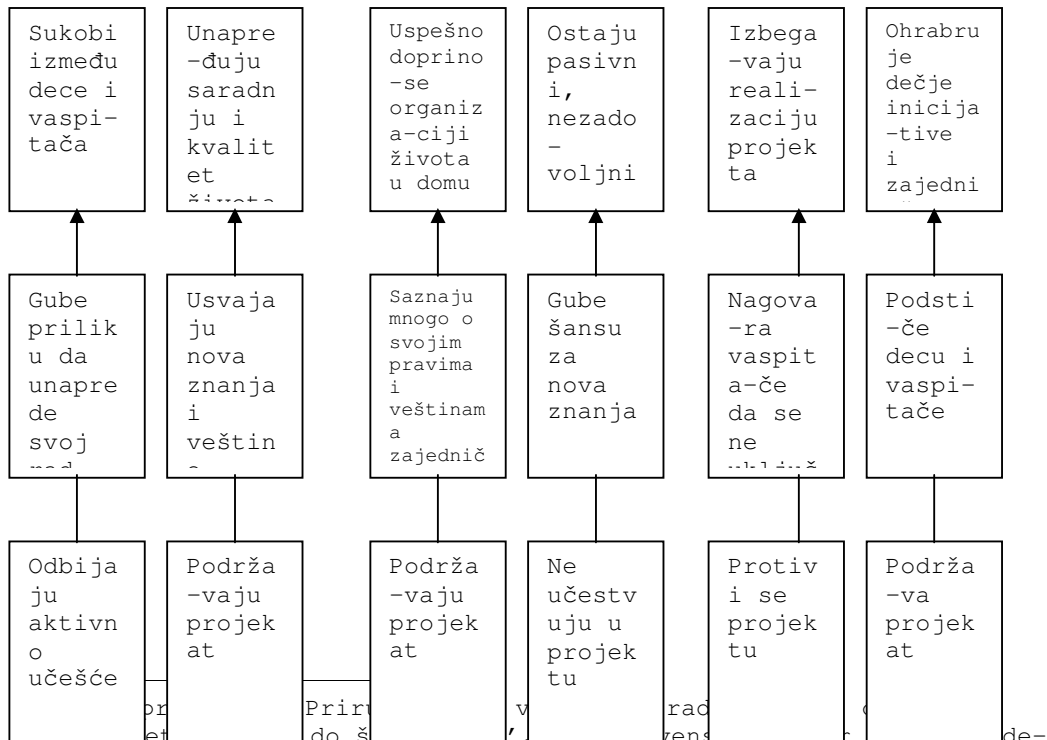 Sukobi
između
dece i
vaspi-
tača
Unapre
-đuju
saradn
ju i
kvalit
et
Uspešno
doprino
-se
organiz
a-ciji
života
u domu
Ostaju
pasivn
i,
nezado
-
voljni
Izbega
-vaju
reali-
zaciju
projek
ta
Ohrabru
je
dečje
inicija
-tive
i
zajedni
Gube
prilik
u da
unapre
de
svoj
Usvaja
ju
nova
znanja
i
veštin
Saznaju
mnogo o
svojim
pravima
i
veštinam
a
zajednič
Gube
šansu
za
nova
znanja
Nagova
-ra
vaspit
a-če
da se
ne
Podsti
-če
decu i
vaspi-
tače
Odbija
ju
aktivn
o
učešće
Podrža
-vaju
projek
at
Podrža
-vaju
projek
at
Ne
učestv
uju u
projek
tu
Protiv
i se
projek
tu
Podrža
-va
projek
at